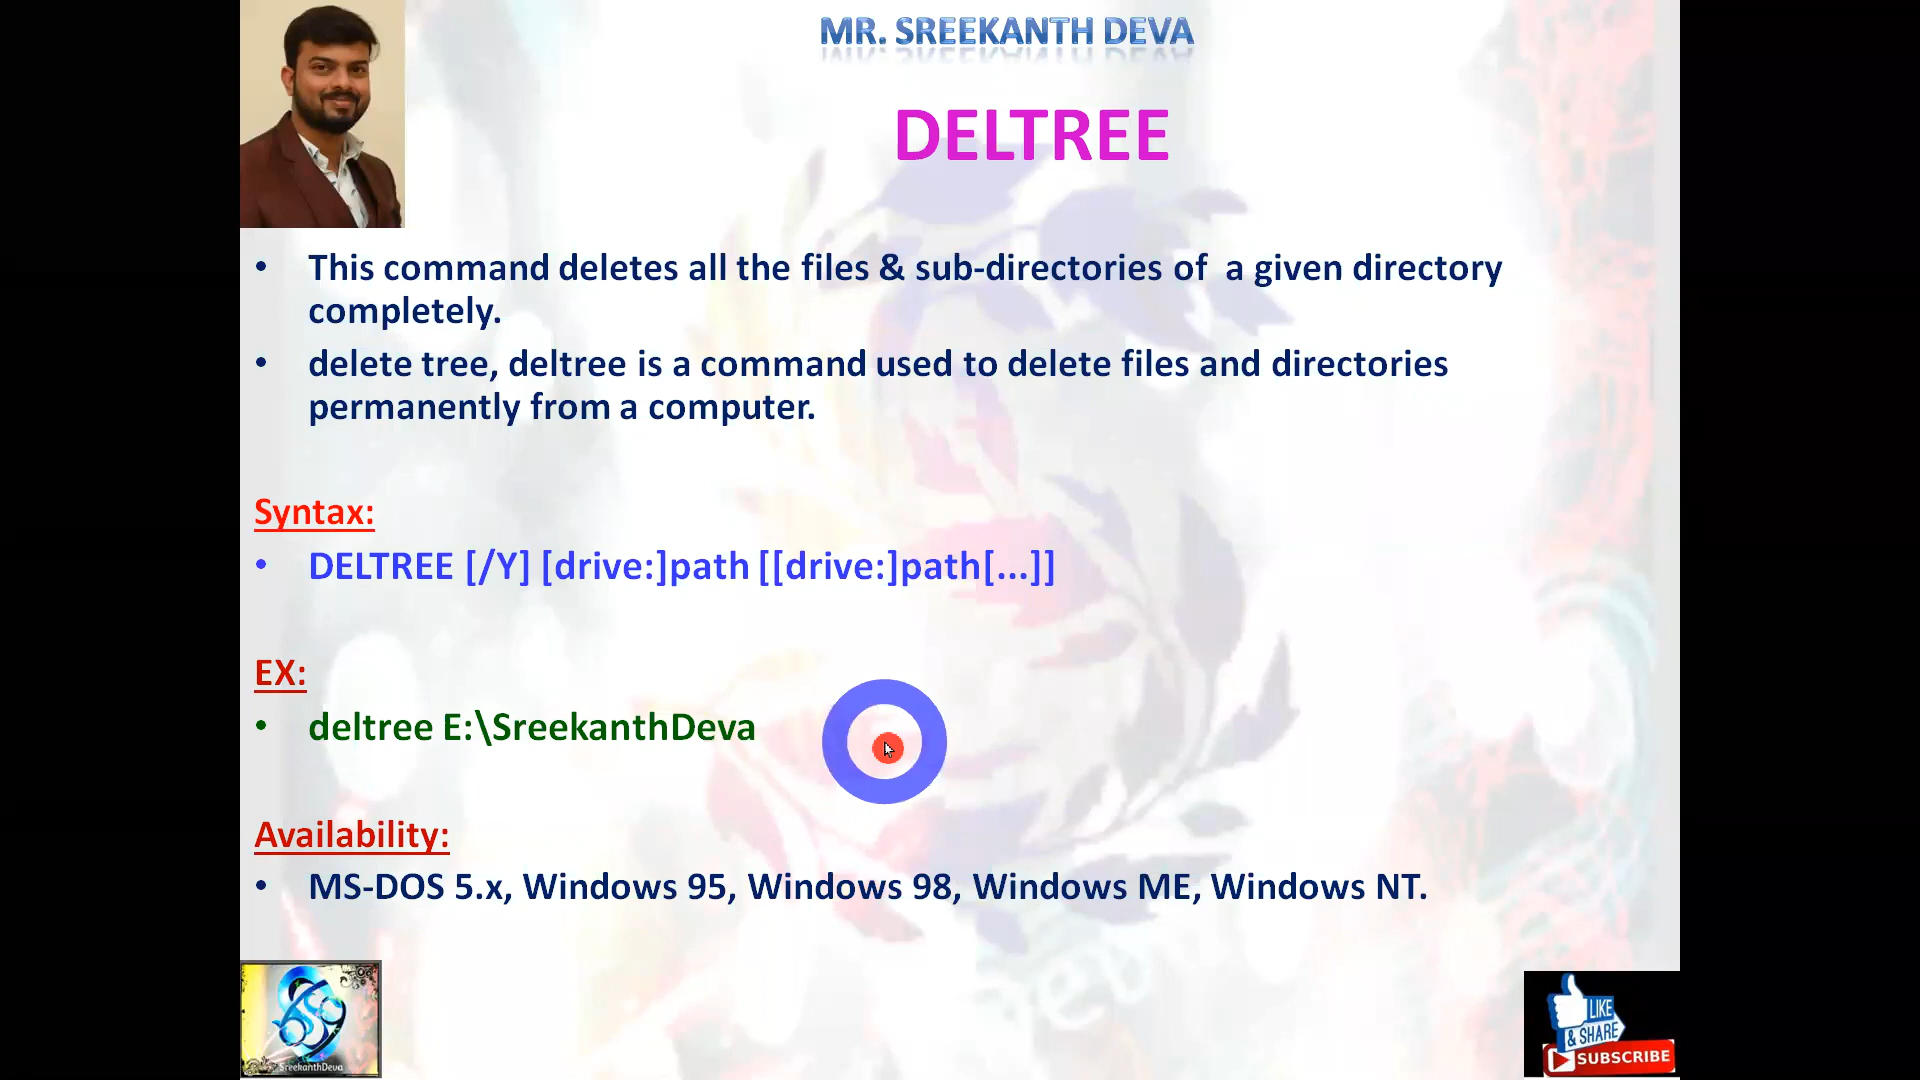 MR. SREEKANTH DEVA
DELTREE
• This command deletes all the files & sub-directories of  a given directory
completely.
• delete tree, deltree is a command used to delete files and directories
permanently from a computer.
Syntax:
• DELTREE [/Y] [drive:]path [[drive:]path[...]]
EX:
• deltree E:\SreekanthDeva
Availability:
• MS-DOS 5.x, Windows 95, Windows 98, Windows ME, Windows NT.
SreekanthDeva
LIKE
& SHARE
SUBSCRIBE